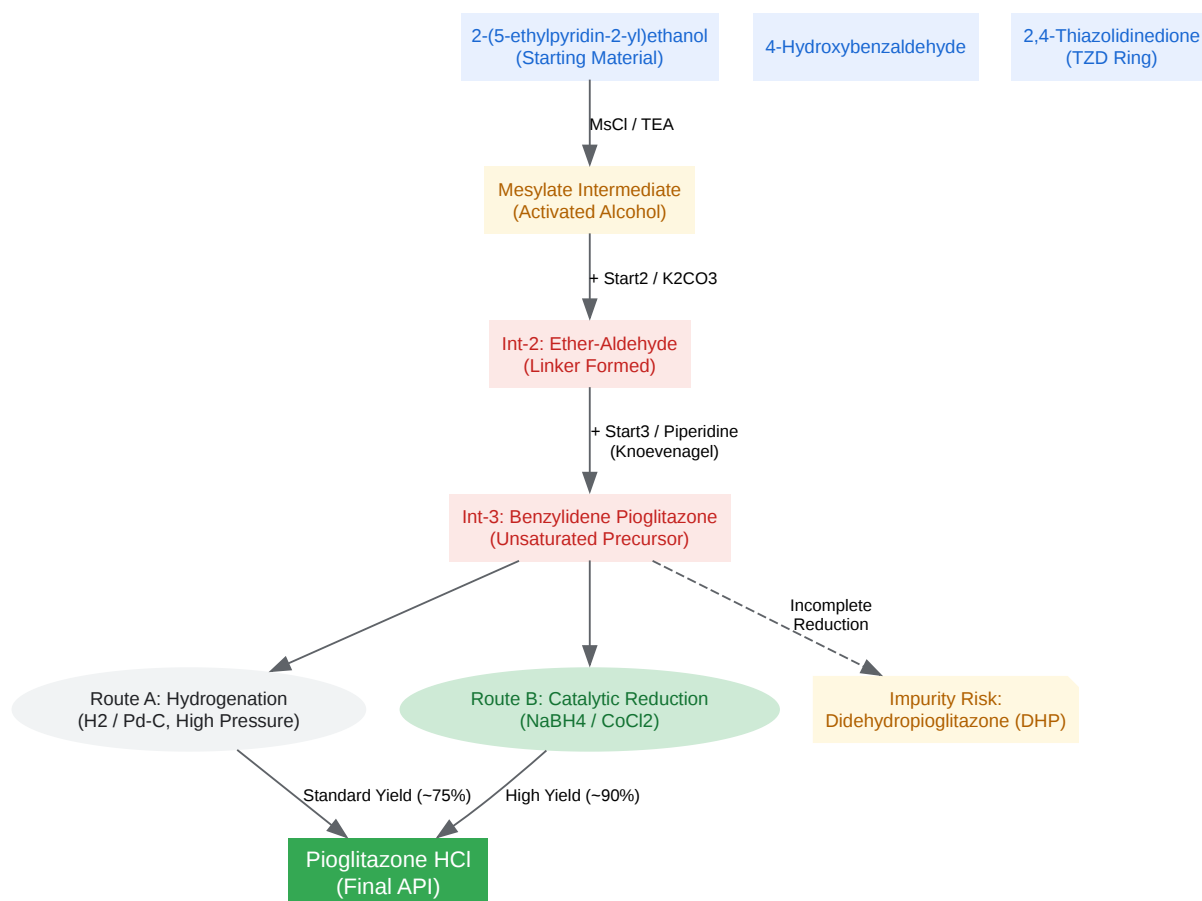 2-(5-ethylpyridin-2-yl)ethanol
(Starting Material)
4-Hydroxybenzaldehyde
2,4-Thiazolidinedione
(TZD Ring)
MsCl / TEA
Mesylate Intermediate
(Activated Alcohol)
+ Start2 / K2CO3
Int-2: Ether-Aldehyde
(Linker Formed)
+ Start3 / Piperidine
(Knoevenagel)
Int-3: Benzylidene Pioglitazone
(Unsaturated Precursor)
Incomplete
Reduction
Route A: Hydrogenation
(H2 / Pd-C, High Pressure)
Route B: Catalytic Reduction
(NaBH4 / CoCl2)
Impurity Risk:
Didehydropioglitazone (DHP)
Standard Yield (~75%)
High Yield (~90%)
Pioglitazone HCl
(Final API)